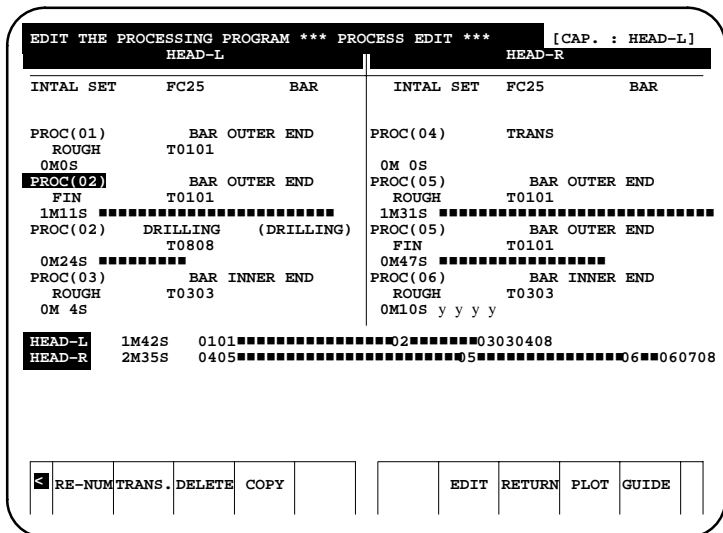 EDIT THE PROCESSING PROGRAM *** PROCESS EDIT *** [CAP. : HEAD-L]
HEAD-L HEAD-R
INTAL SET FC25 BAR INTAL SET FC25 BAR
PROC(01) BAR OUTER END PROC(04) TRANS
ROUGH T0101
0M0S 0M 0S
PROC(02) BAR OUTER END PROC(05) BAR OUTER END
FIN T0101 ROUGH T0101
1M11S ■■■■■■■■■■■■■■■■■■■■■■■■ 1M31S ■■■■■■■■■■■■■■■■■■■■■■■■■■■■
PROC(02) DRILLING (DRILLING) PROC(05) BAR OUTER END
T0808 FIN T0101
0M24S ■■■■■■■■■ 0M47S ■■■■■■■■■■■■■■■■■
PROC(03) BAR INNER END PROC(06) BAR INNER END
ROUGH T0303 ROUGH T0303
0M 4S 0M10S y y y y
HEAD-L 1M42S 0101■■■■■■■■■■■■■■■■02■■■■■■■03030408
HEAD-R 2M35S 0405■■■■■■■■■■■■■■■■■■■■■■■05■■■■■■■■■■■■■■■06■■060708
< RE-NUM TRANS. DELETE COPY EDIT RETURN PLOT GUIDE